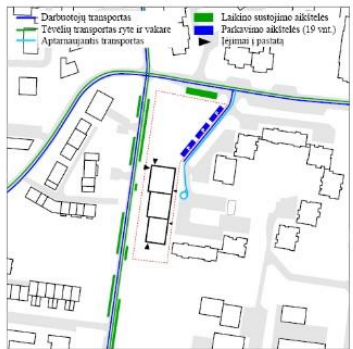 Darbuotojų transportas
Tėvelių transportas ryte ir vakare
Aptarnaujantis transportas
Laikino sustojimo aikštelės
Parkavimo aikštelės (19 vnt.)
Įėjimai į pastatą
P
P
P